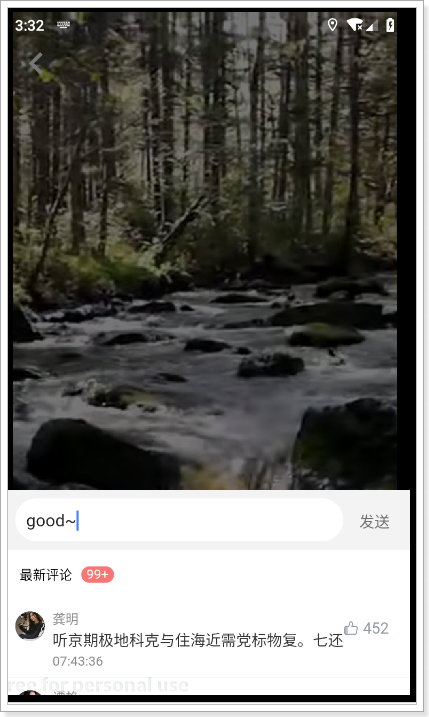 3:32
good~
发送
最新评论 99+
龚明
听京期极地科克与住海近需党标物复。七还
452
07:43:36
ree for personal use